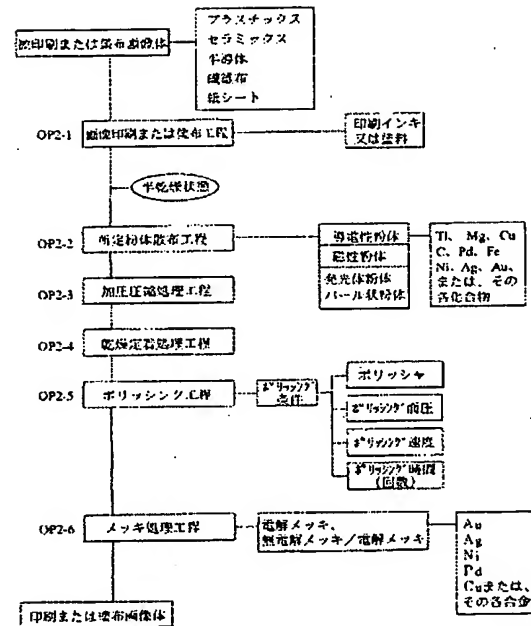 被印刷または塗布画像体
プラスチックス
セラミックス
半導体
繊維布
紙シート
OP2-1
画像印刷または塗布工程
印刷インキ
又は塗料
半乾燥状態
OP2-2
所定粉体散布工程
導電性粉体
磁性粉体
発光体粉体
パール状粉体
Ti、Mg、Cu
C、Pd、Fe
Ni、Ag、Au、
または、その
各化合物
OP2-3
加圧圧縮処理工程
OP2-4
乾燥定着処理工程
OP2-5
ポリッシング工程
ポリッシング
条件
ポリッシャ
ポリッシング荷圧
ポリッシング速度
ポリッシング時間
(回数)
OP2-6
メッキ処理工程
電解メッキ、
無電解メッキ/電解メッキ
Au
Ag
Ni
Pd
Cuまたは、
その各合金
印刷または塗布画像体